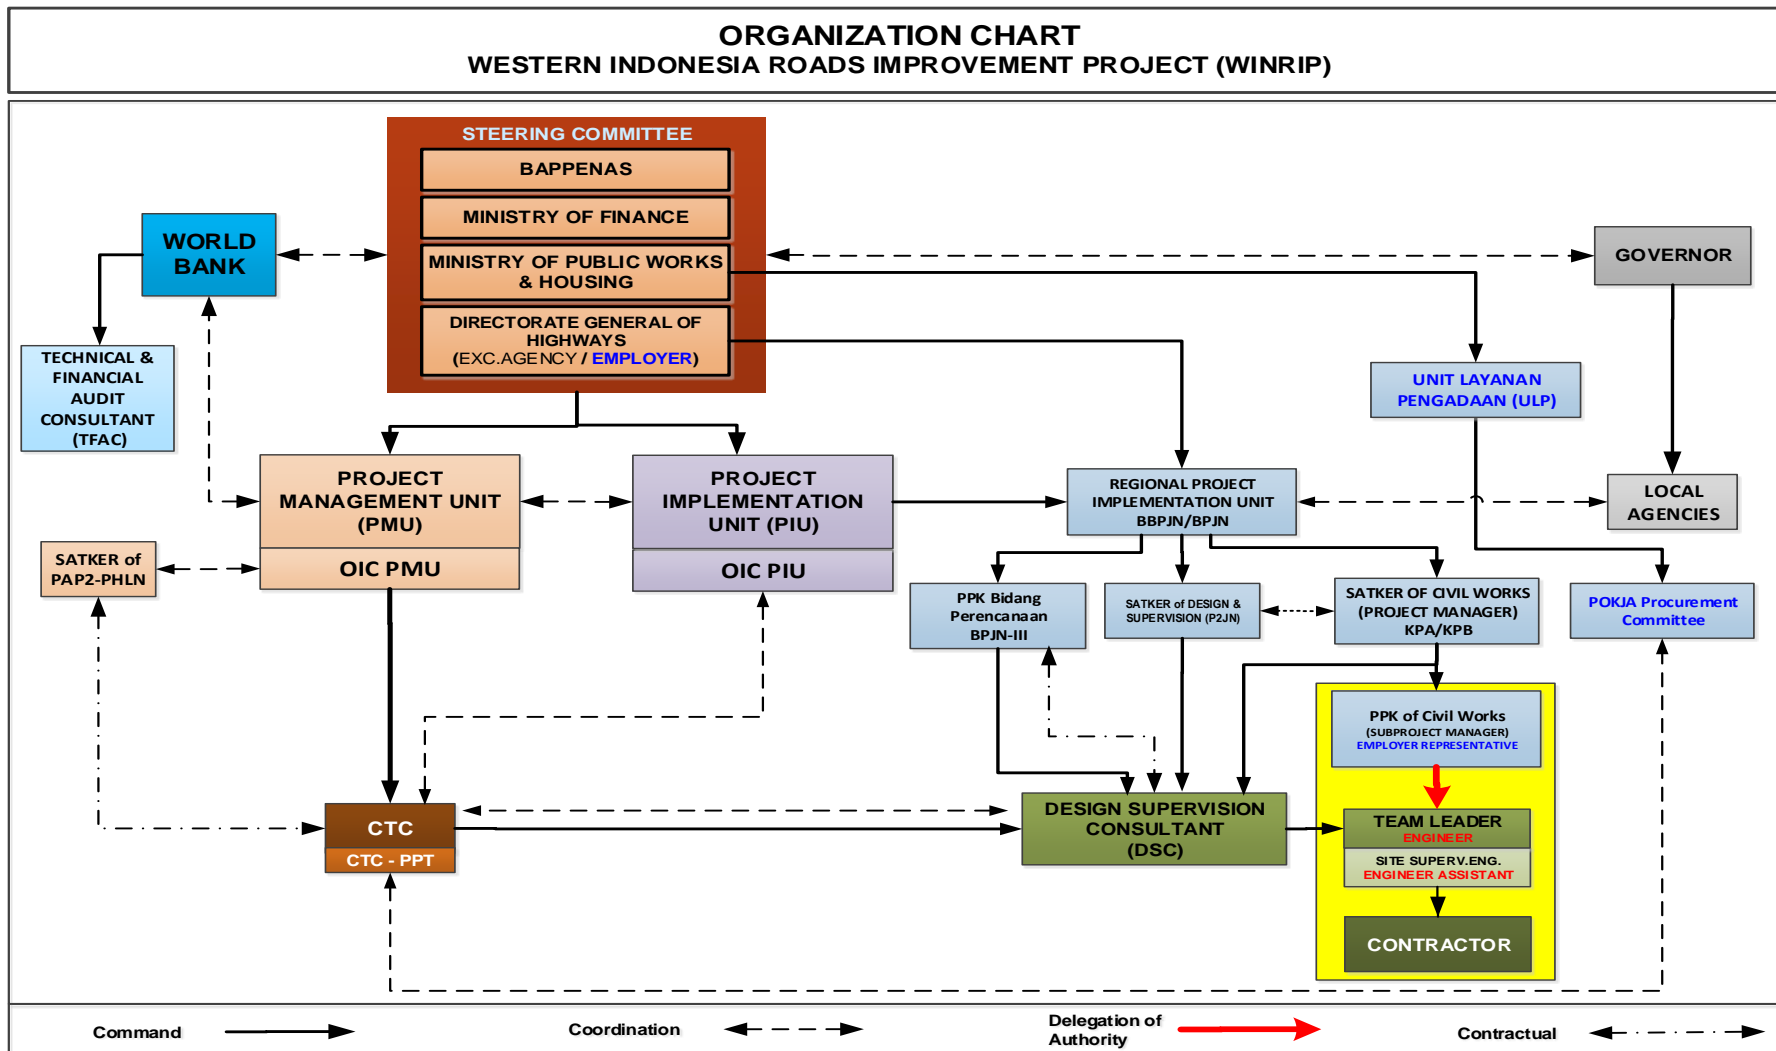 ORGANIZATION CHART
WESTERN INDONESIA ROADS IMPROVEMENT PROJECT (WINRIP)
STEERING COMMITTEE
BAPPENAS
MINISTRY OF FINANCE
MINISTRY OF PUBLIC WORKS
& HOUSING
DIRECTORATE GENERAL OF
HIGHWAYS
(EXC.AGENCY / EMPLOYER)
WORLD
BANK
GOVERNOR
TECHNICAL &
FINANCIAL
AUDIT
CONSULTANT
(TFAC)
UNIT LAYANAN
PENGADAAN (ULP)
PROJECT
MANAGEMENT UNIT
(PMU)
OIC PMU
PROJECT
IMPLEMENTATION
UNIT (PIU)
OIC PIU
REGIONAL PROJECT
IMPLEMENTATION UNIT
BBPJN/BPJN
LOCAL
AGENCIES
SATKER of
PAP2-PHLN
PPK Bidang
Perencanaan
BPJN-III
SATKER of DESIGN &
SUPERVISION (P2JN)
SATKER OF CIVIL WORKS
(PROJECT MANAGER)
KPA/KPB
POKJA Procurement
Committee
PPK of Civil Works
(SUBPROJECT MANAGER)
EMPLOYER REPRESENTATIVE
CTC
CTC - PPT
DESIGN SUPERVISION
CONSULTANT
(DSC)
TEAM LEADER
ENGINEER
SITE SUPERV.ENG.
ENGINEER ASSISTANT
CONTRACTOR
Command
Coordination
Delegation of
Authority
Contractual